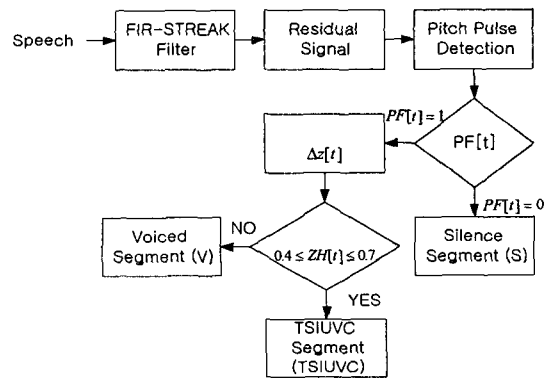 Speech
FIR-STREAK
Filter
Residual
Signal
Pitch Pulse
Detection
PF[t] = 1
PF[t]
Δz[t]
PF[t] = 0
NO
Voiced
Segment (V)
0.4 ≤ ZH[t] ≤ 0.7
Silence
Segment (S)
YES
TSIUVC
Segment
(TSIUVC)